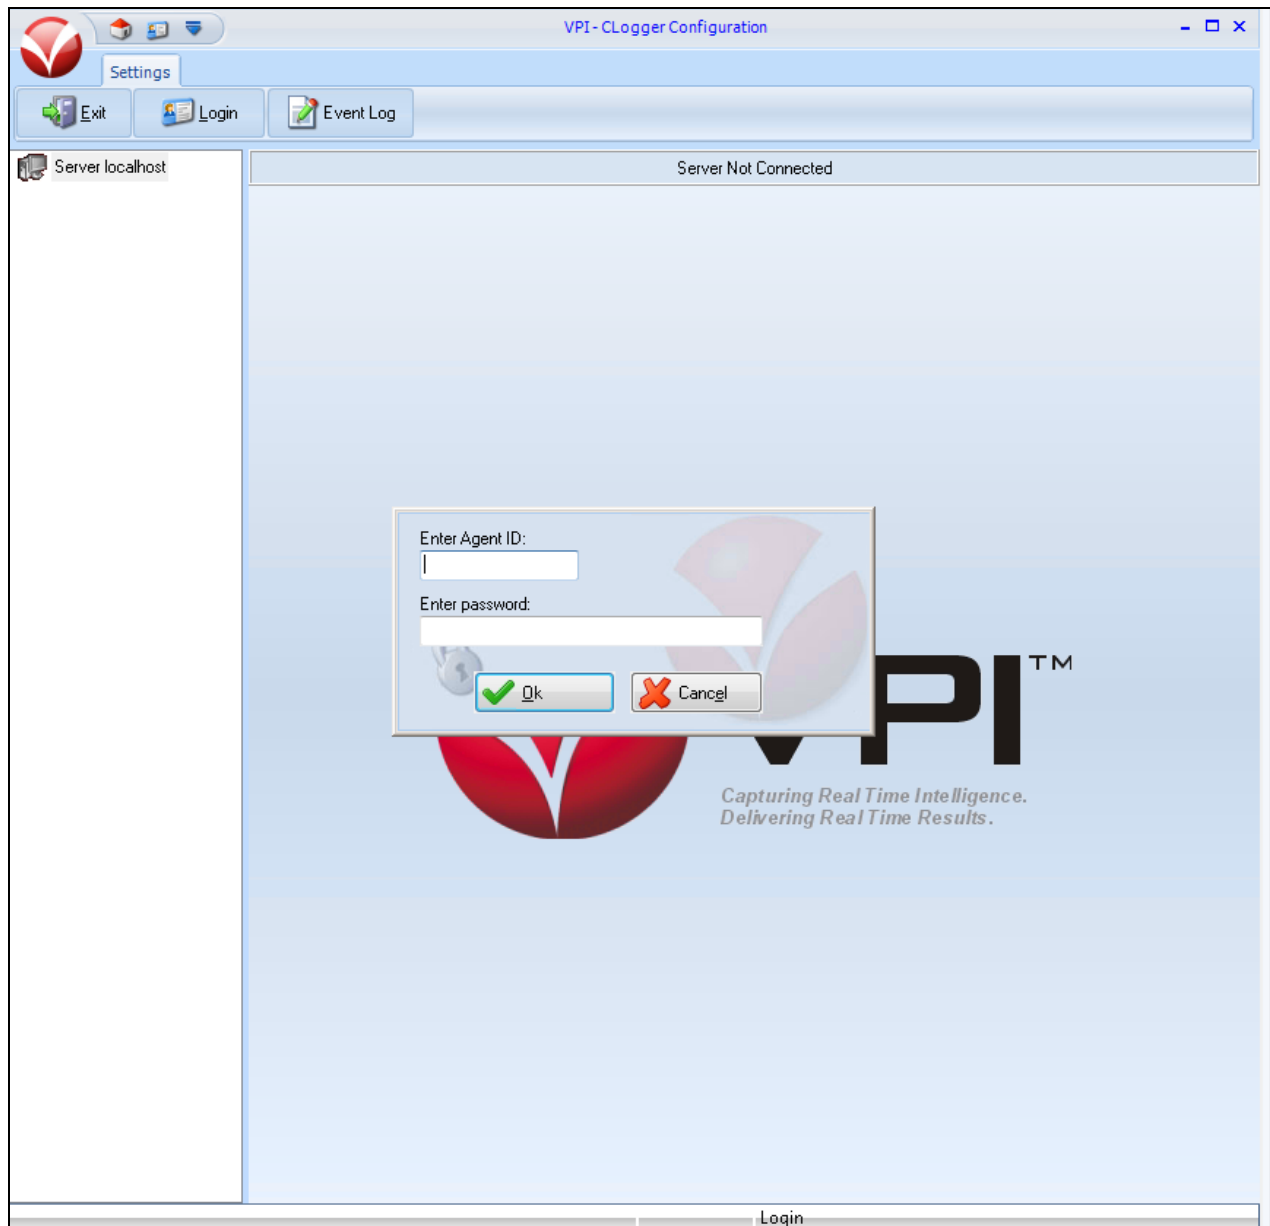 VPI - CLogger Configuration
Settings
Exit
Login
Event Log
Server localhost
Server Not Connected
Enter Agent ID:
Enter password:
Ok
Cancel
VPI™
Capturing Real Time Intelligence.
Delivering Real Time Results.
Login